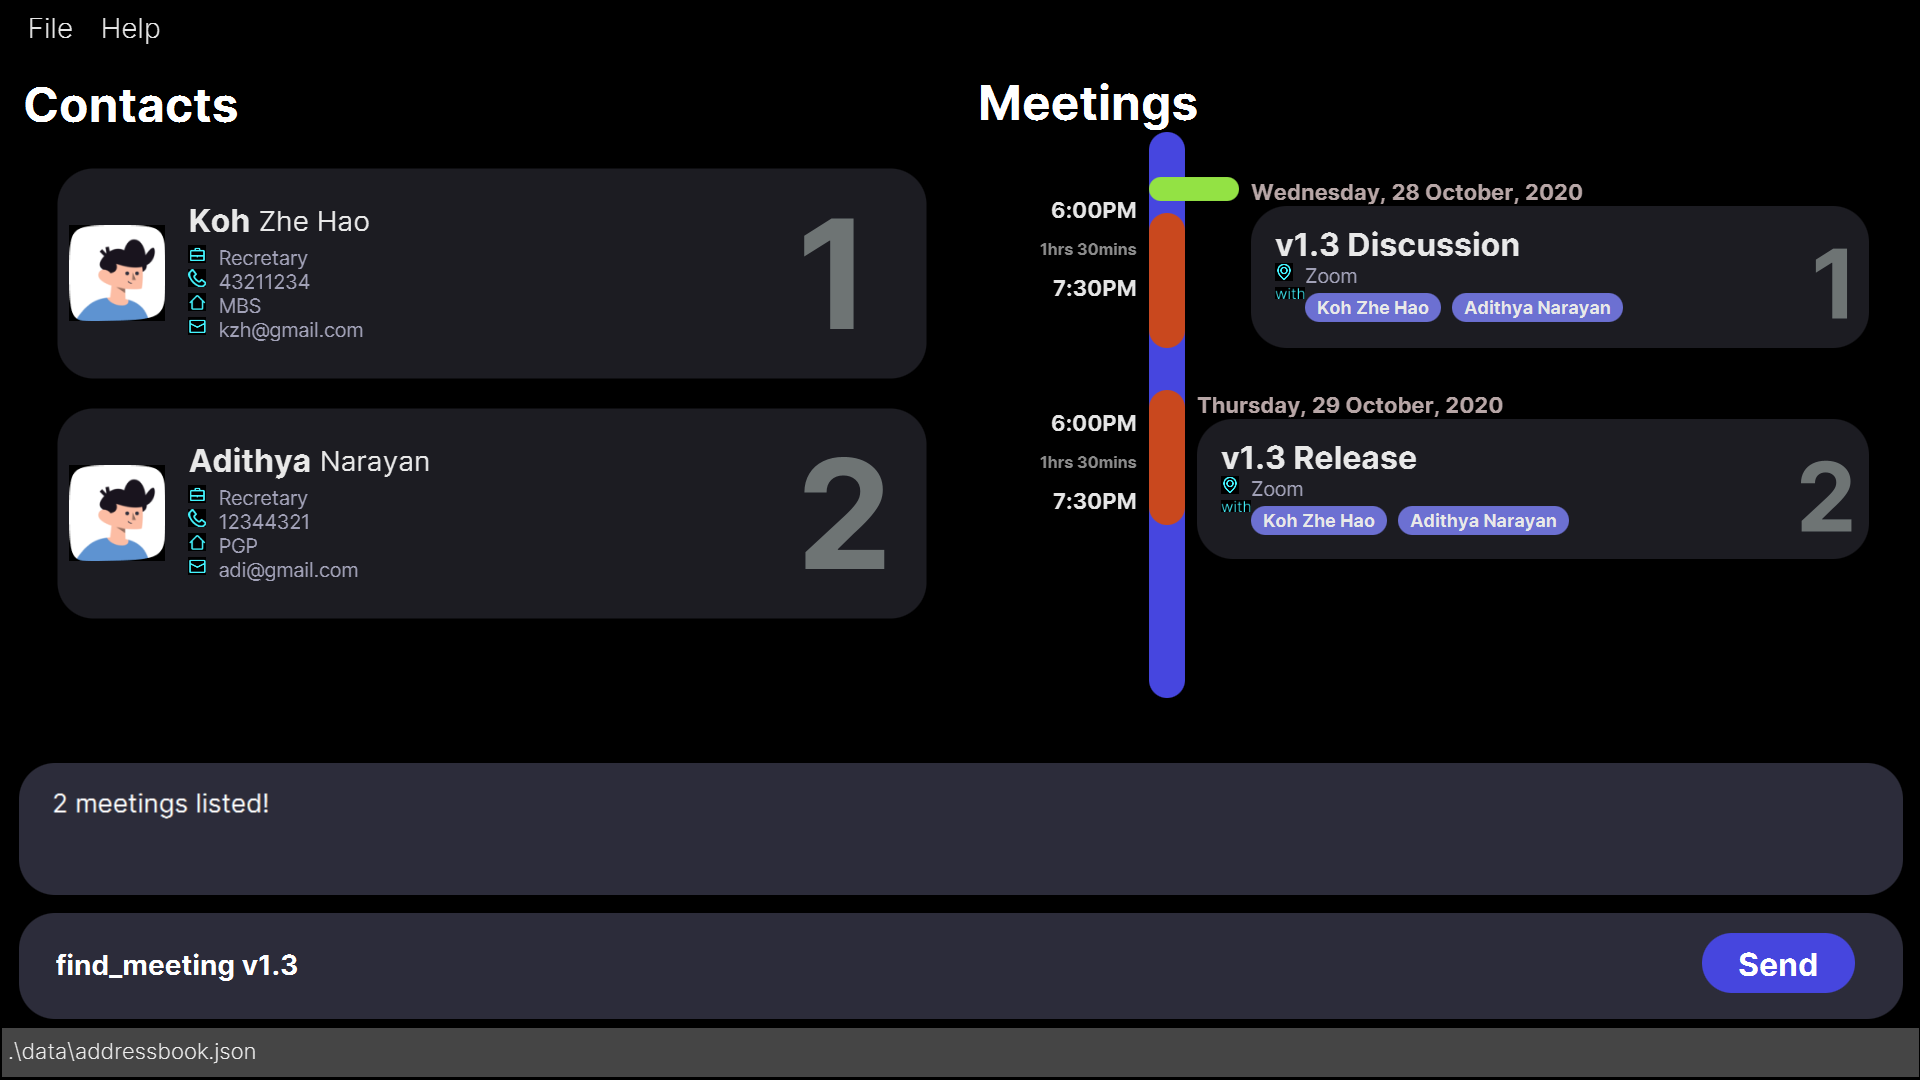 File Help
Contacts
Koh Zhe Hao
Recretary
43211234
MBS
kzh@gmail.com
1
Adithya Narayan
Recretary
12344321
PGP
adi@gmail.com
2
Meetings
Wednesday, 28 October, 2020
6:00PM
1hrs 30mins
7:30PM
v1.3 Discussion
Zoom
with Koh Zhe Hao Adithya Narayan
1
Thursday, 29 October, 2020
6:00PM
1hrs 30mins
7:30PM
v1.3 Release
Zoom
with Koh Zhe Hao Adithya Narayan
2
2 meetings listed!
find_meeting v1.3
Send
.\data\addressbook.json